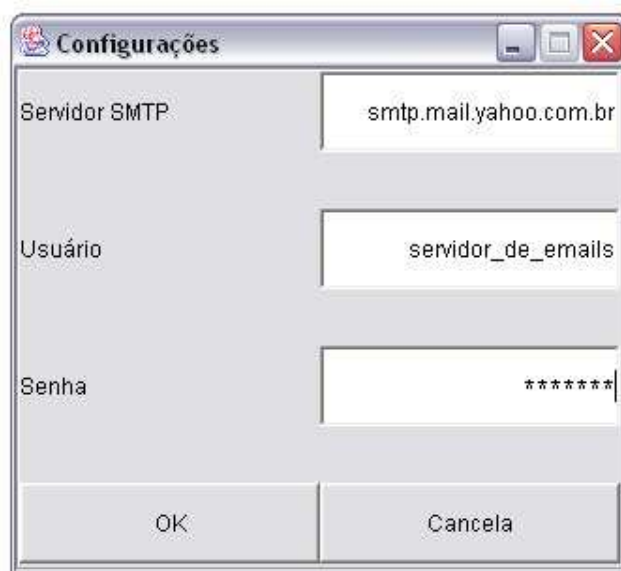 Configurações
Servidor SMTP smtp.mail.yahoo.com.br
Usuário servidor_de_emails
Senha *******
OK Cancela